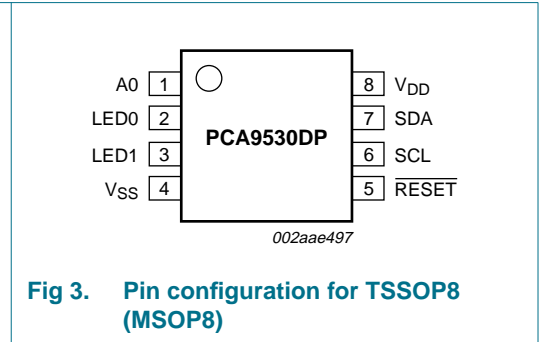 A0 1 8 VDD
LED0 2 7 SDA
PCA9530DP
LED1 3 6 SCL
VSS 4 5 RESET
002aae497
Fig 3. Pin configuration for TSSOP8
(MSOP8)